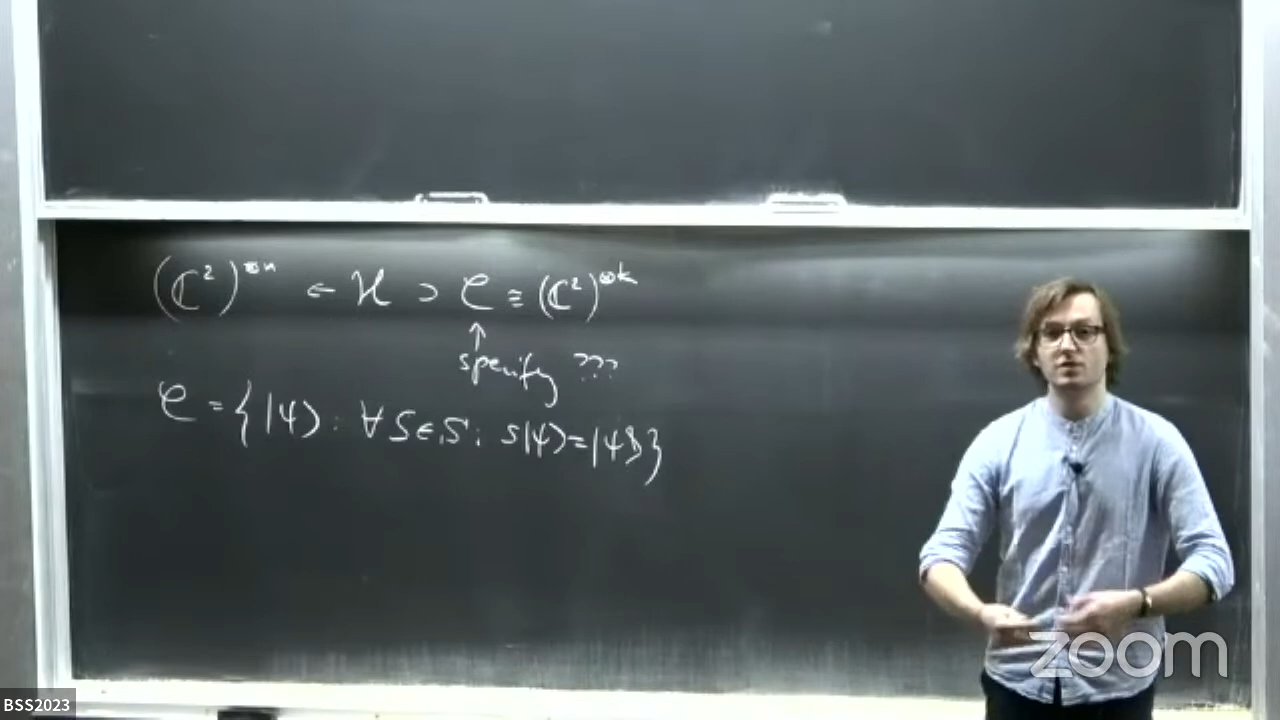 (ℂ²)^⊗n ← ℋ ⊃ 𝒞 ≡ (ℂ²)^⊗k
↑
specify ???
𝒞 = {|ψ⟩ : ∀ S ∈ 𝒮 : s|ψ⟩ = |ψ⟩}
zoom
BSS2023